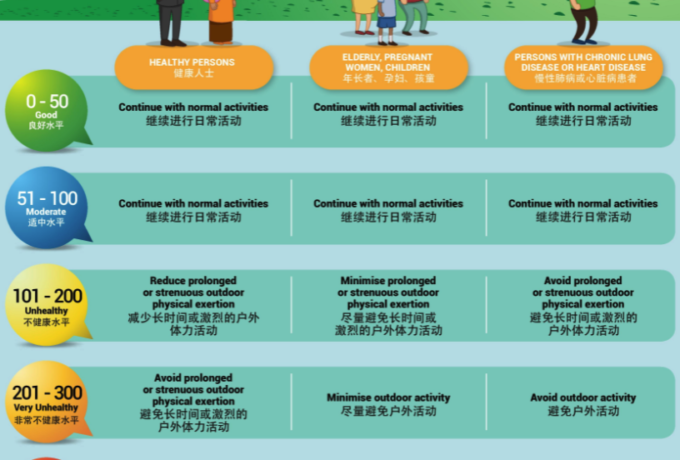 HEALTHY PERSONS
健康人士
ELDERLY, PREGNANT
WOMEN, CHILDREN
年长者、孕妇、孩童
PERSONS WITH CHRONIC LUNG
DISEASE OR HEART DISEASE
慢性肺病或心脏病患者
0 - 50
Good
良好水平
Continue with normal activities
继续进行日常活动
Continue with normal activities
继续进行日常活动
Continue with normal activities
继续进行日常活动
51 - 100
Moderate
适中水平
Continue with normal activities
继续进行日常活动
Continue with normal activities
继续进行日常活动
Continue with normal activities
继续进行日常活动
101 - 200
Unhealthy
不健康水平
Reduce prolonged
or strenuous outdoor
physical exertion
减少长时间或激烈的户外
体力活动
Minimise prolonged
or strenuous outdoor
physical exertion
尽量避免长时间或
激烈的户外体力活动
Avoid prolonged
or strenuous outdoor
physical exertion
避免长时间或激烈的
户外体力活动
201 - 300
Very Unhealthy
非常不健康水平
Avoid prolonged
or strenuous outdoor
physical exertion
避免长时间或激烈的
户外体力活动
Minimise outdoor activity
尽量避免户外活动
Avoid outdoor activity
避免户外活动